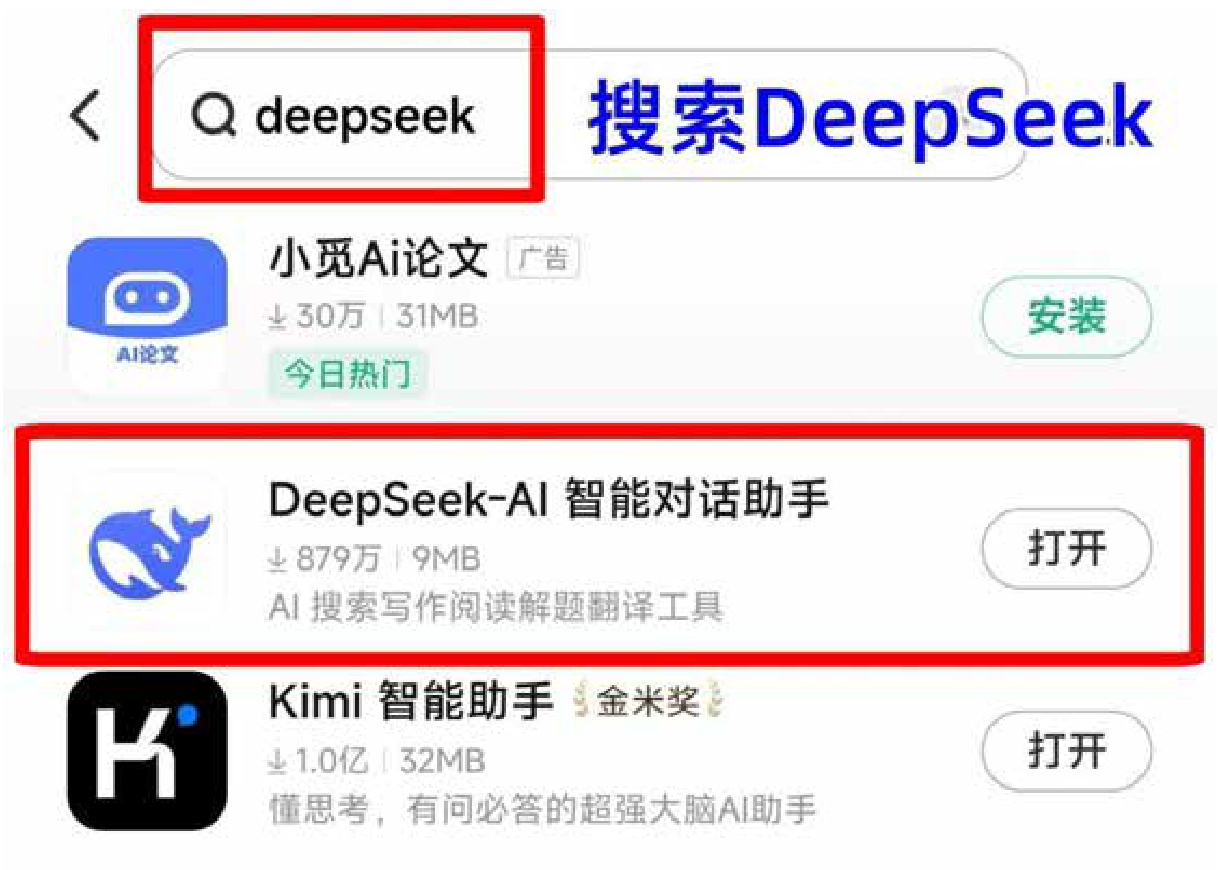 deepseek
搜索DeepSeek
小觅Ai论文 广告
30万 | 31MB
安装
AI论文
今日热门
DeepSeek-AI 智能对话助手
879万 | 9MB
打开
AI 搜索写作阅读解题翻译工具
Kimi 智能助手 金米奖
1.0亿 | 32MB
打开
懂思考，有问必答的超强大脑AI助手